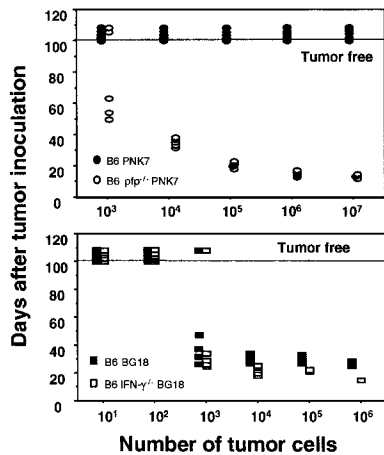 Days after tumor inoculation
120
100
80
60
40
20
0
Tumor free
B6 PNK7
B6 pfp-/- PNK7
10³ 10⁴ 10⁵ 10⁶ 10⁷
120
100
80
60
40
20
0
Tumor free
B6 BG18
B6 IFN-γ-/- BG18
10¹ 10² 10³ 10⁴ 10⁵ 10⁶
Number of tumor cells